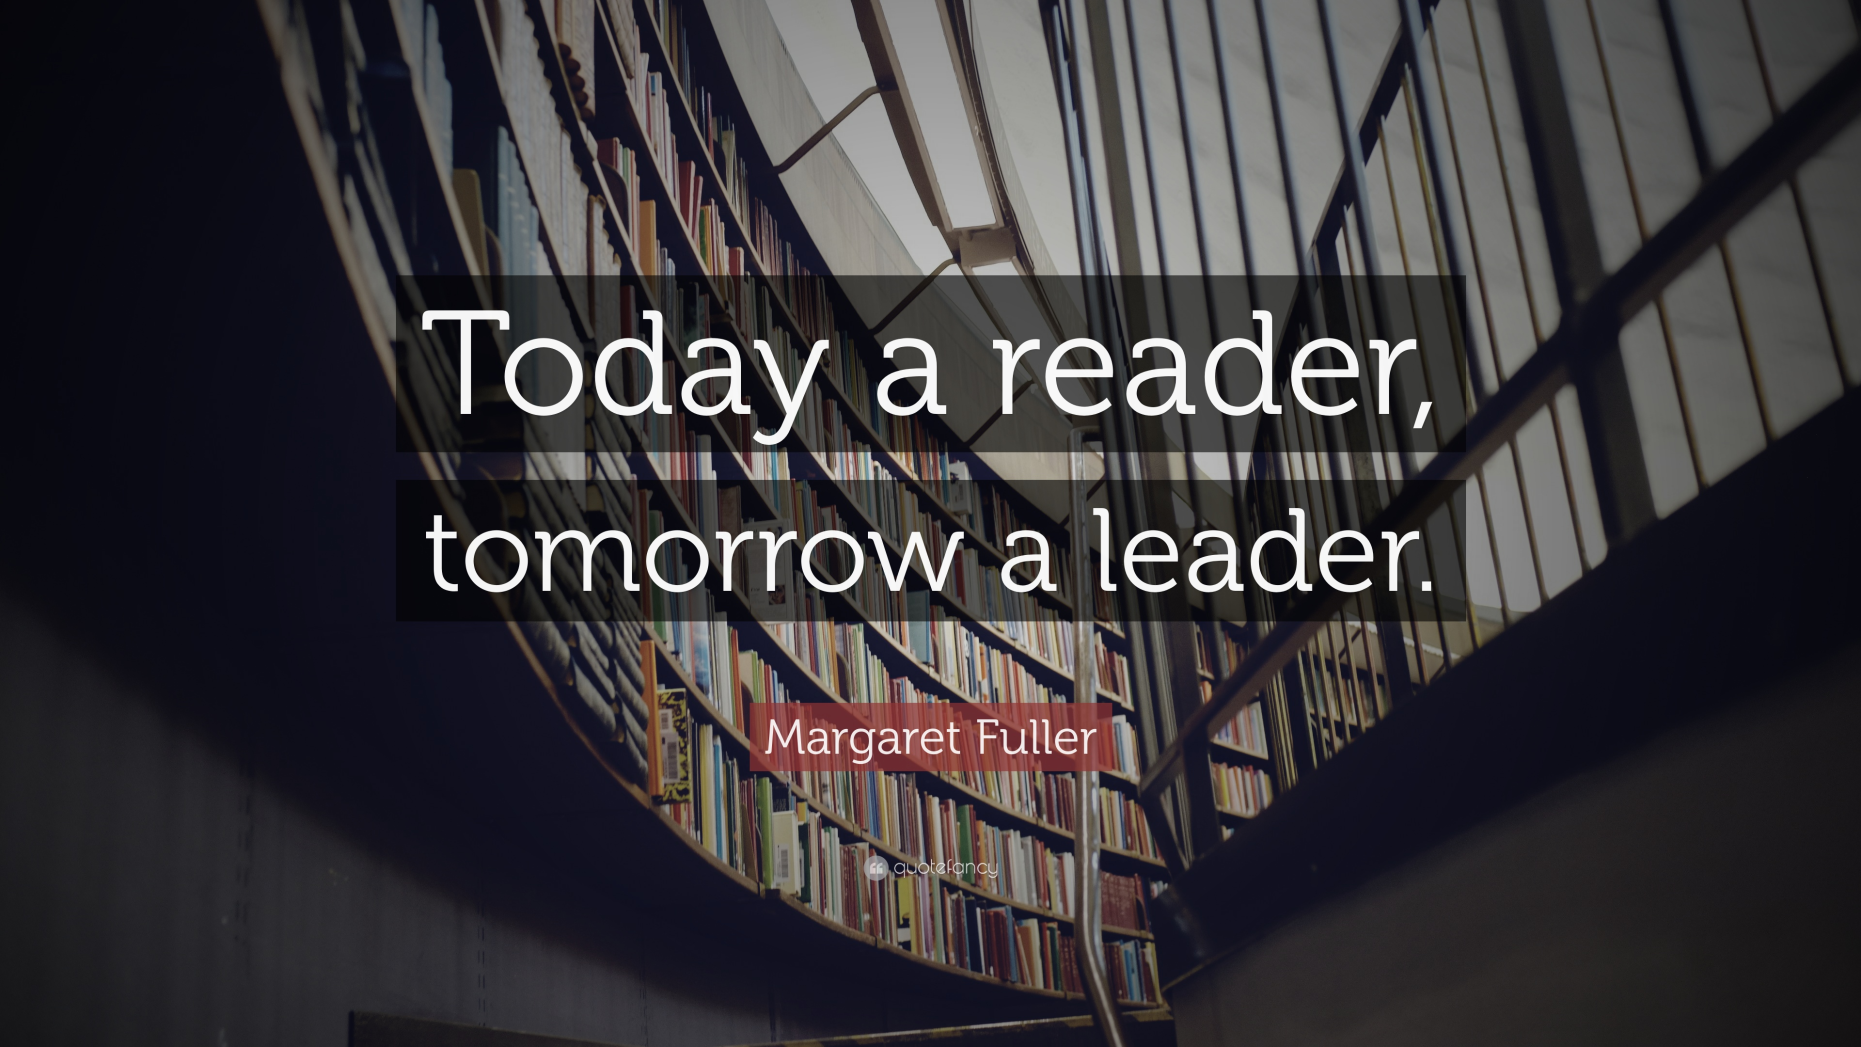 Today a reader,
tomorrow a leader.
Margaret Fuller
quotefancy